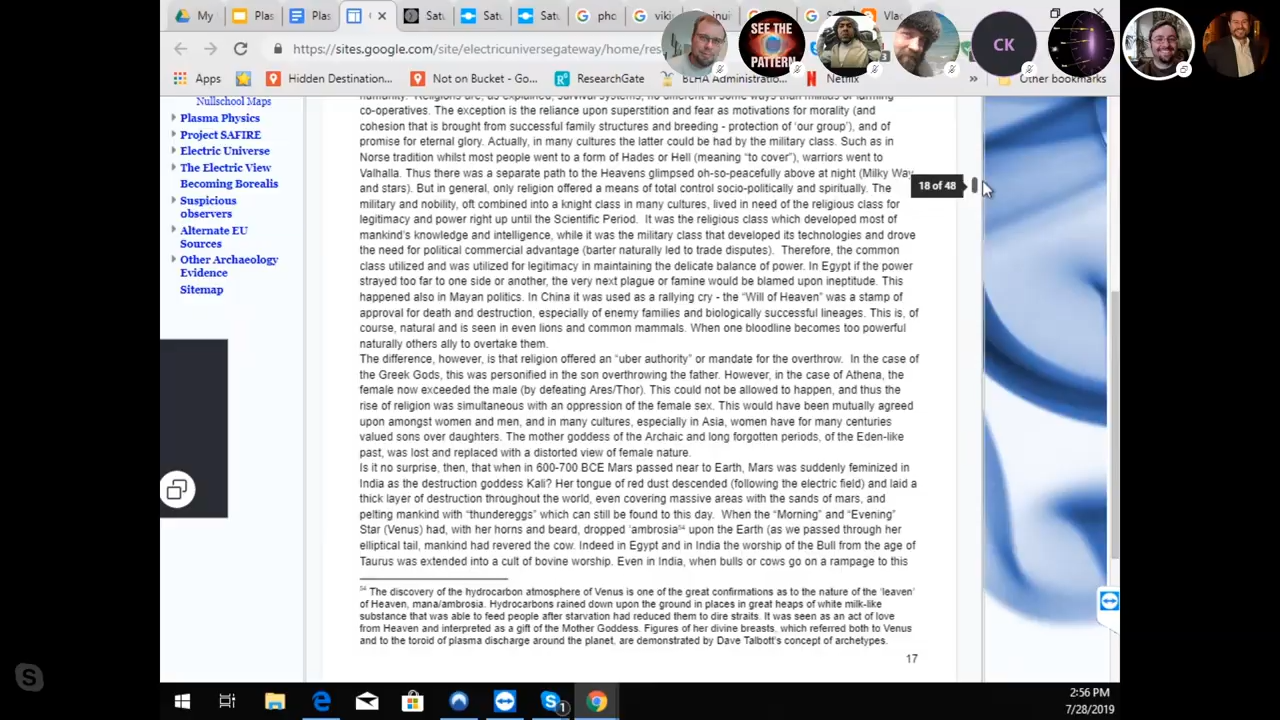 My
Plas
Plas
C
Satu
Satu
Satu
pho
viki
inui
G
S
Vlac
https://sites.google.com/site/electricuniversegateway/home/res
Apps
Hidden Destination...
Not on Bucket - Go...
ResearchGate
BLHA Administratio...
Netflix
»
Other bookmarks
SEE THE
PATTERN
CK
Nullschool Maps
Plasma Physics
Project SAFIRE
Electric Universe
The Electric View
Becoming Borealis
Suspicious
observers
Alternate EU
Sources
Other Archaeology
Evidence
Sitemap
humanity. Religions are, as explained, survival systems, no different in some ways than militias or farming
co-operatives. The exception is the reliance upon superstition and fear as motivations for morality (and
cohesion that is brought from successful family structures and breeding - protection of 'our group'), and of
promise for eternal glory. Actually, in many cultures the latter could be had by the military class. Such as in
Norse tradition whilst most people went to a form of Hades or Hell (meaning "to cover"), warriors went to
Valhalla. Thus there was a separate path to the Heavens glimpsed oh-so-peacefully above at night (Milky Way
and stars). But in general, only religion offered a means of total control socio-politically and spiritually. The
military and nobility, oft combined into a knight class in many cultures, lived in need of the religious class for
legitimacy and power right up until the Scientific Period. It was the religious class which developed most of
mankind's knowledge and intelligence, while it was the military class that developed its technologies and drove
the need for political commercial advantage (barter naturally led to trade disputes). Therefore, the common
class utilized and was utilized for legitimacy in maintaining the delicate balance of power. In Egypt if the power
strayed too far to one side or another, the very next plague or famine would be blamed upon ineptitude. This
happened also in Mayan politics. In China it was used as a rallying cry - the "Will of Heaven" was a stamp of
approval for death and destruction, especially of enemy families and biologically successful lineages. This is, of
course, natural and is seen in even lions and common mammals. When one bloodline becomes too powerful
naturally others ally to overtake them.
The difference, however, is that religion offered an "uber authority" or mandate for the overthrow. In the case of
the Greek Gods, this was personified in the son overthrowing the father. However, in the case of Athena, the
female now exceeded the male (by defeating Ares/Thor). This could not be allowed to happen, and thus the
rise of religion was simultaneous with an oppression of the female sex. This would have been mutually agreed
upon amongst women and men, and in many cultures, especially in Asia, women have for many centuries
valued sons over daughters. The mother goddess of the Archaic and long forgotten periods, of the Eden-like
past, was lost and replaced with a distorted view of female nature.
Is it no surprise, then, that when in 600-700 BCE Mars passed near to Earth, Mars was suddenly feminized in
India as the destruction goddess Kali? Her tongue of red dust descended (following the electric field) and laid a
thick layer of destruction throughout the world, even covering massive areas with the sands of mars, and
pelting mankind with "thundereggs" which can still be found to this day. When the "Morning" and "Evening"
Star (Venus) had, with her horns and beard, dropped 'ambrosia⁵⁴ upon the Earth (as we passed through her
elliptical tail, mankind had revered the cow. Indeed in Egypt and in India the worship of the Bull from the age of
Taurus was extended into a cult of bovine worship. Even in India, when bulls or cows go on a rampage to this
⁵⁴ The discovery of the hydrocarbon atmosphere of Venus is one of the great confirmations as to the nature of the 'leaven'
of Heaven, mana/ambrosia. Hydrocarbons rained down upon the ground in places in great heaps of white milk-like
substance that was able to feed people after starvation had reduced them to dire straits. It was seen as an act of love
from Heaven and interpreted as a gift of the Mother Goddess. Figures of her divine breasts, which referred both to Venus
and to the toroid of plasma discharge around the planet, are demonstrated by Dave Talbott's concept of archetypes.
17
18 of 48
1
2:56 PM
7/28/2019